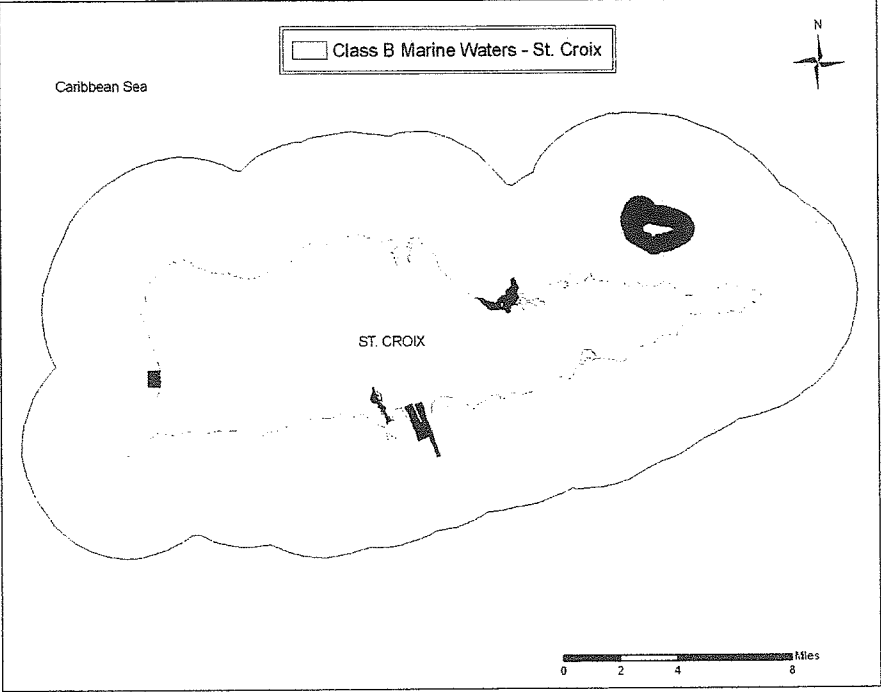 N
Class B Marine Waters - St. Croix
Caribbean Sea
ST. CROIX
Miles
0 2 4 8